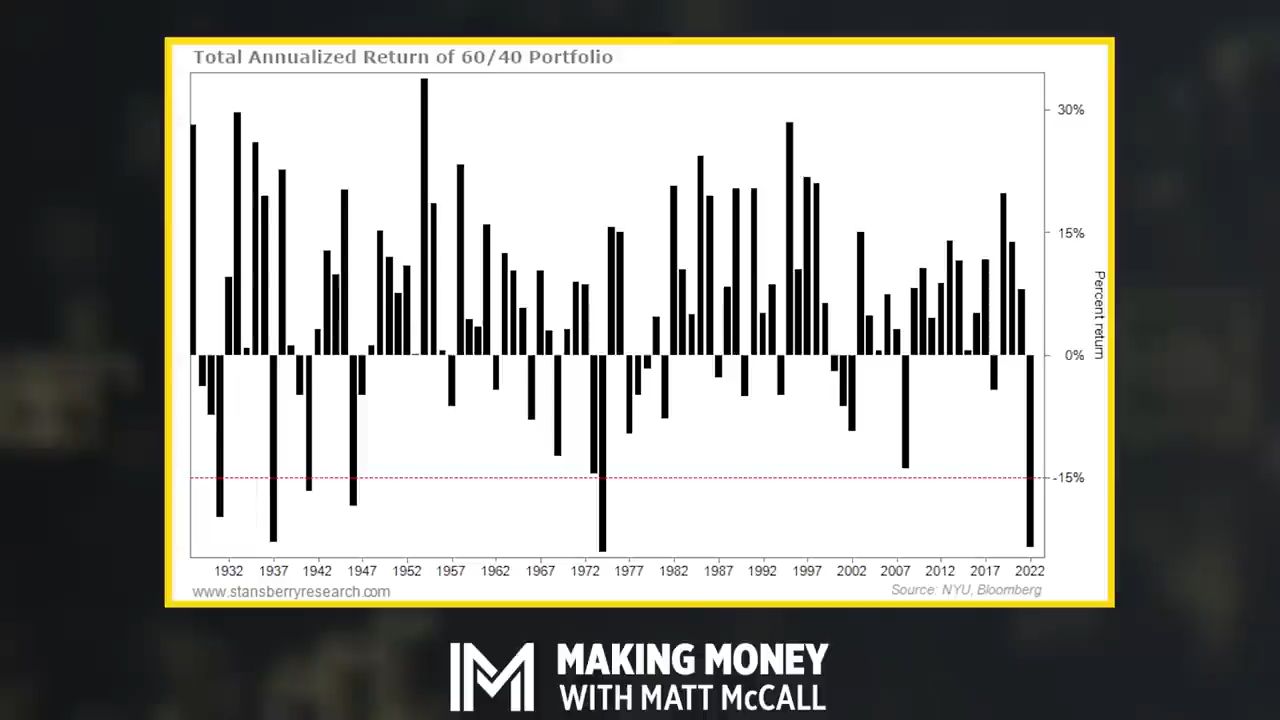 Total Annualized Return of 60/40 Portfolio
30%
15%
0%
-15%
Percent return
1932 1937 1942 1947 1952 1957 1962 1967 1972 1977 1982 1987 1992 1997 2002 2007 2012 2017 2022
www.stansberryresearch.com
Source: NYU, Bloomberg
MAKING MONEY
WITH MATT McCALL